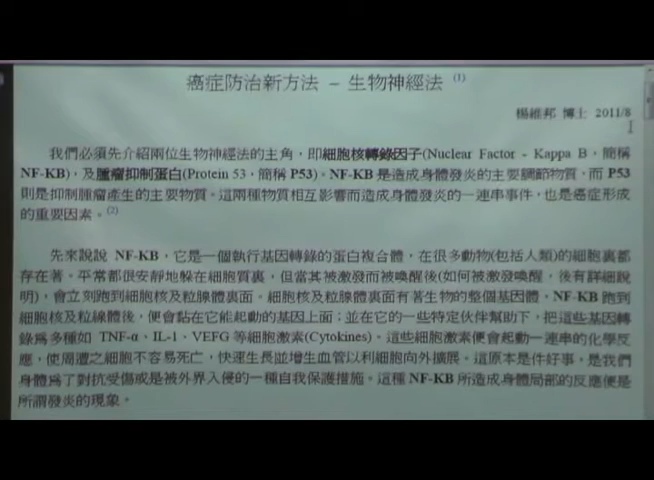 癌症防治新方法 – 生物神經法 (1)
楊維邦 博士 2011/8
我們必須先介紹兩位生物神經法的主角，即細胞核轉錄因子(Nuclear Factor - Kappa B，簡稱
NF-KB)，及腫瘤抑制蛋白(Protein 53，簡稱 P53)。NF-KB 是造成身體發炎的主要調節物質，而 P53
則是抑制腫瘤產生的主要物質。這兩種物質相互影響而造成身體發炎的一連串事件，也是癌症形成
的重要因素。(2)
先來說說 NF-KB，它是一個執行基因轉錄的蛋白複合體，在很多動物(包括人類)的細胞裏都
存在著。平常都很安靜地躲在細胞質裏，但當其被激發而被喚醒後(如何被激發喚醒，後有詳細說
明)，會立刻跑到細胞核及粒腺體裏面。細胞核及粒腺體裏面有著生物的整個基因體，NF-KB 跑到
細胞核及粒腺體後，便會黏在它能起動的基因上面；並在它的一些特定伙伴幫助下，把這些基因轉
錄爲多種如 TNF-α、IL-1、VEFG 等細胞激素(Cytokines)。這些細胞激素便會起動一連串的化學反
應，使周遭之細胞不容易死亡，快速生長並增生血管以利細胞向外擴展。這原本是件好事，是我們
身體爲了對抗受傷或是被外界入侵的一種自我保護措施。這種 NF-KB 所造成身體局部的反應便是
所謂發炎的現象。